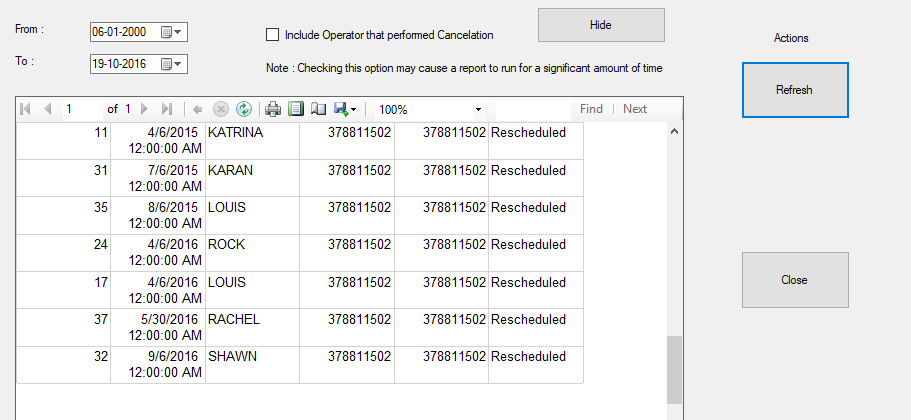 From :
06-01-2000
Include Operator that performed Cancelation
Hide
Actions
To :
19-10-2016
Note : Checking this option may cause a report to run for a significant amount of time
Refresh
1 of 1 100% Find | Next
11 4/6/2015 KATRINA 378811502 378811502 Rescheduled
12:00:00 AM
31 7/6/2015 KARAN 378811502 378811502 Rescheduled
12:00:00 AM
35 8/6/2015 LOUIS 378811502 378811502 Rescheduled
12:00:00 AM
24 4/6/2016 ROCK 378811502 378811502 Rescheduled
12:00:00 AM
17 4/6/2016 LOUIS 378811502 378811502 Rescheduled
12:00:00 AM
37 5/30/2016 RACHEL 378811502 378811502 Rescheduled
12:00:00 AM
32 9/6/2016 SHAWN 378811502 378811502 Rescheduled
12:00:00 AM
Close